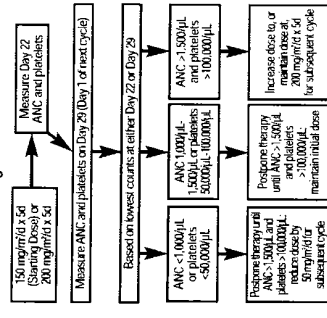 150 mg/m²/d x 5d
(Starting Dose) or
200 mg/m²/d x 5d
Measure Day 22
ANC and platelets
Measure ANC and platelets on Day 29 (Day 1 of next cycle)
Based on lowest counts at either Day 22 or Day 29
ANC <1,000/µL
or platelets
<50,000/µL
ANC 1,000/µL-
1,500/µL or platelets
50,000/µL-100,000/µL
ANC >1,500/µL
and platelets
>100,000/µL
Postpone therapy until
ANC >1,500/µL and
platelets >100,000/µL;
reduce dose by
50 mg/m²/d for
subsequent cycle
Postpone therapy
until ANC >1,500/µL
and platelets
>100,000/µL;
maintain initial dose
Increase dose to, or
maintain dose at,
200 mg/m²/d x 5d
for subsequent cycle